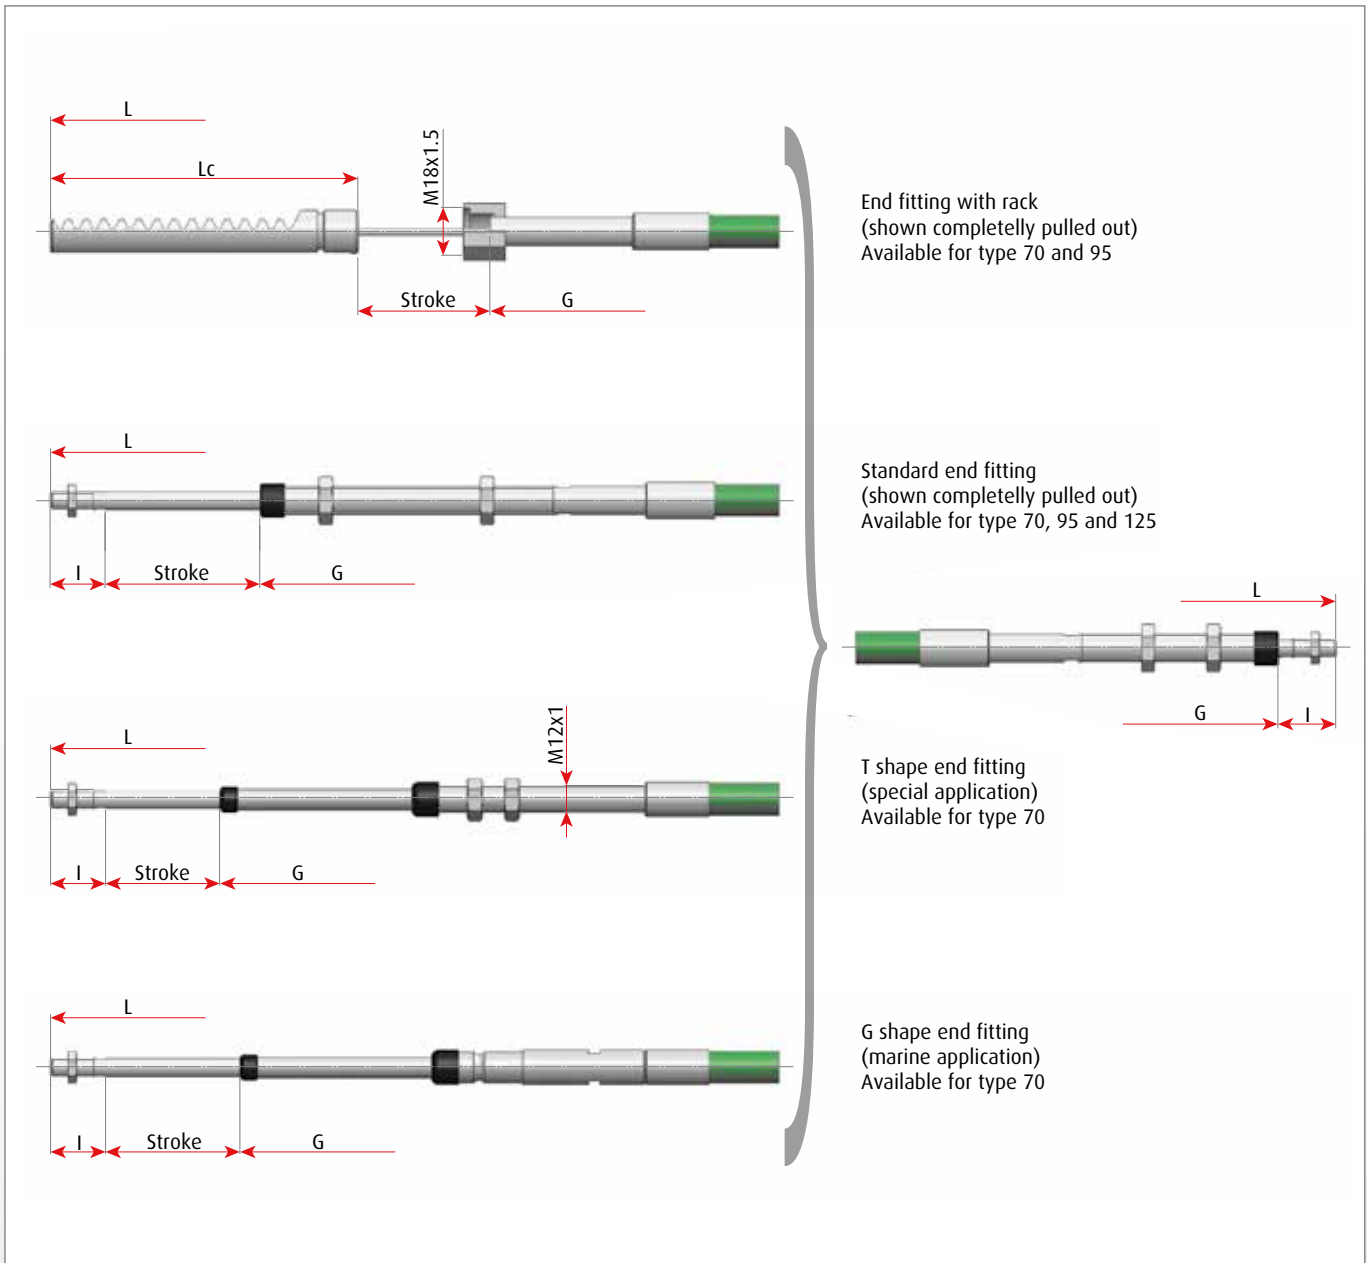 L
Lc
M18x1.5
Stroke
G
End fitting with rack
(shown completelly pulled out)
Available for type 70 and 95
L
I
Stroke
G
Standard end fitting
(shown completelly pulled out)
Available for type 70, 95 and 125
L
G
I
L
M12x1
I
Stroke
G
T shape end fitting
(special application)
Available for type 70
L
I
Stroke
G
G shape end fitting
(marine application)
Available for type 70